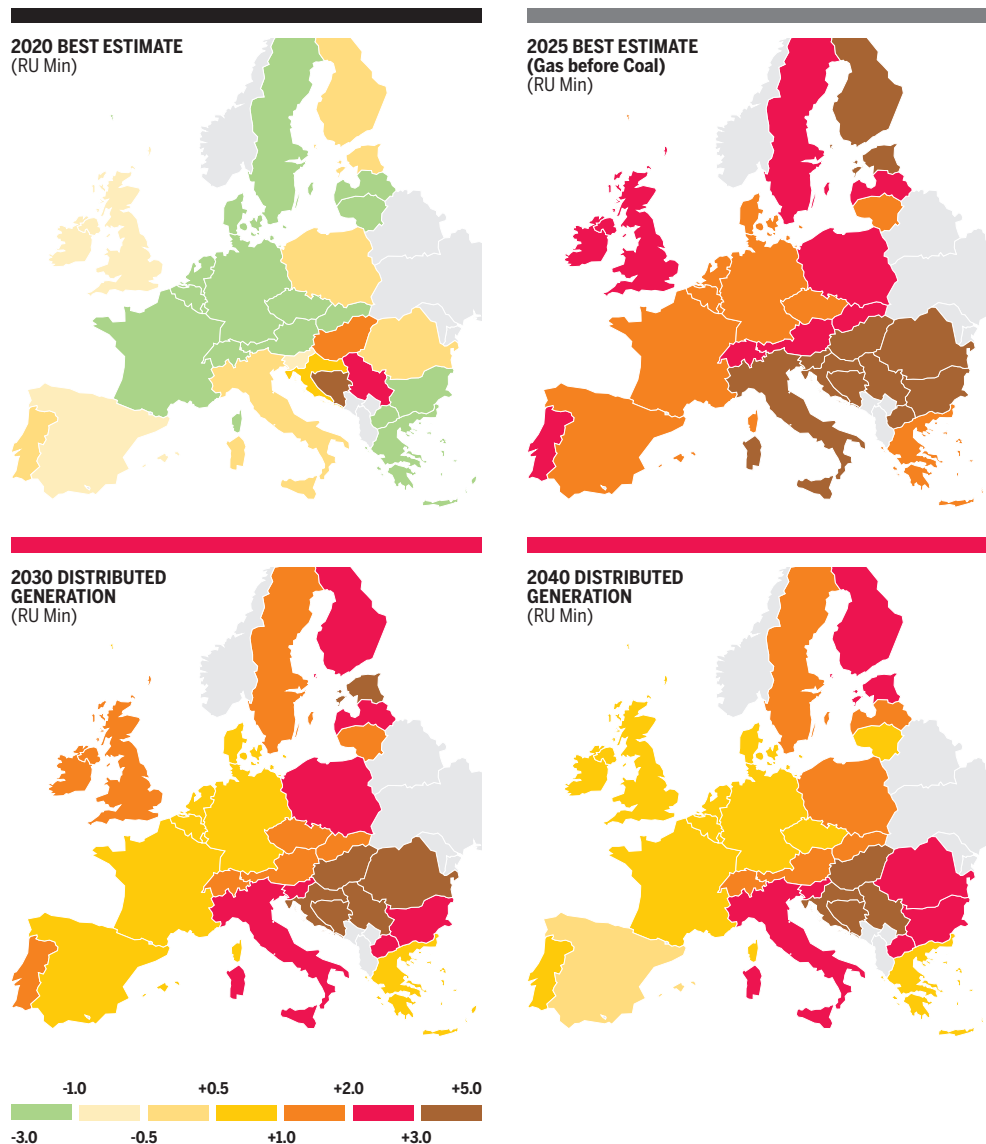 2020 BEST ESTIMATE
(RU Min)
2025 BEST ESTIMATE
(Gas before Coal)
(RU Min)
2030 DISTRIBUTED
GENERATION
(RU Min)
2040 DISTRIBUTED
GENERATION
(RU Min)
-1.0 +0.5 +2.0 +5.0
-3.0 -0.5 +1.0 +3.0